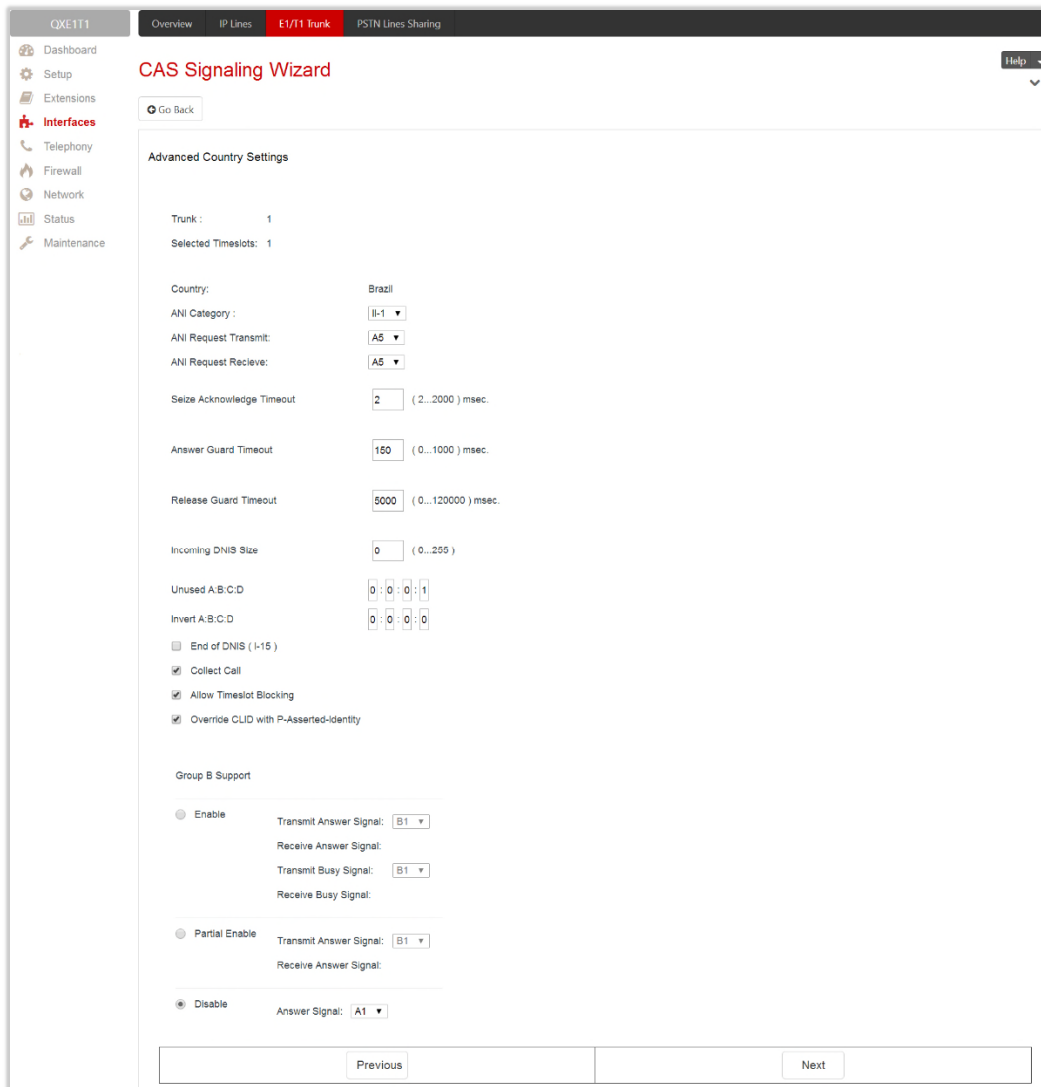 QXE1T1
Overview IP Lines E1/T1 Trunk PSTN Lines Sharing
Dashboard
Setup
Extensions
Interfaces
Telephony
Firewall
Network
Status
Maintenance
Help
CAS Signaling Wizard
Go Back
Advanced Country Settings
Trunk : 1
Selected Timeslots: 1
Country: Brazil
ANI Category : II-1
ANI Request Transmit: A5
ANI Request Recieve: A5
Seize Acknowledge Timeout 2 ( 2...2000 ) msec.
Answer Guard Timeout 150 ( 0...1000 ) msec.
Release Guard Timeout 5000 ( 0...120000 ) msec.
Incoming DNIS Size 0 ( 0...255 )
Unused A:B:C:D 0 : 0 : 0 : 1
Invert A:B:C:D 0 : 0 : 0 : 0
End of DNIS ( I-15 )
Collect Call
Allow Timeslot Blocking
Override CLID with P-Asserted-Identity
Group B Support
Enable Transmit Answer Signal: B1
Receive Answer Signal:
Transmit Busy Signal: B1
Receive Busy Signal:
Partial Enable Transmit Answer Signal: B1
Receive Answer Signal:
Disable Answer Signal: A1
Previous Next